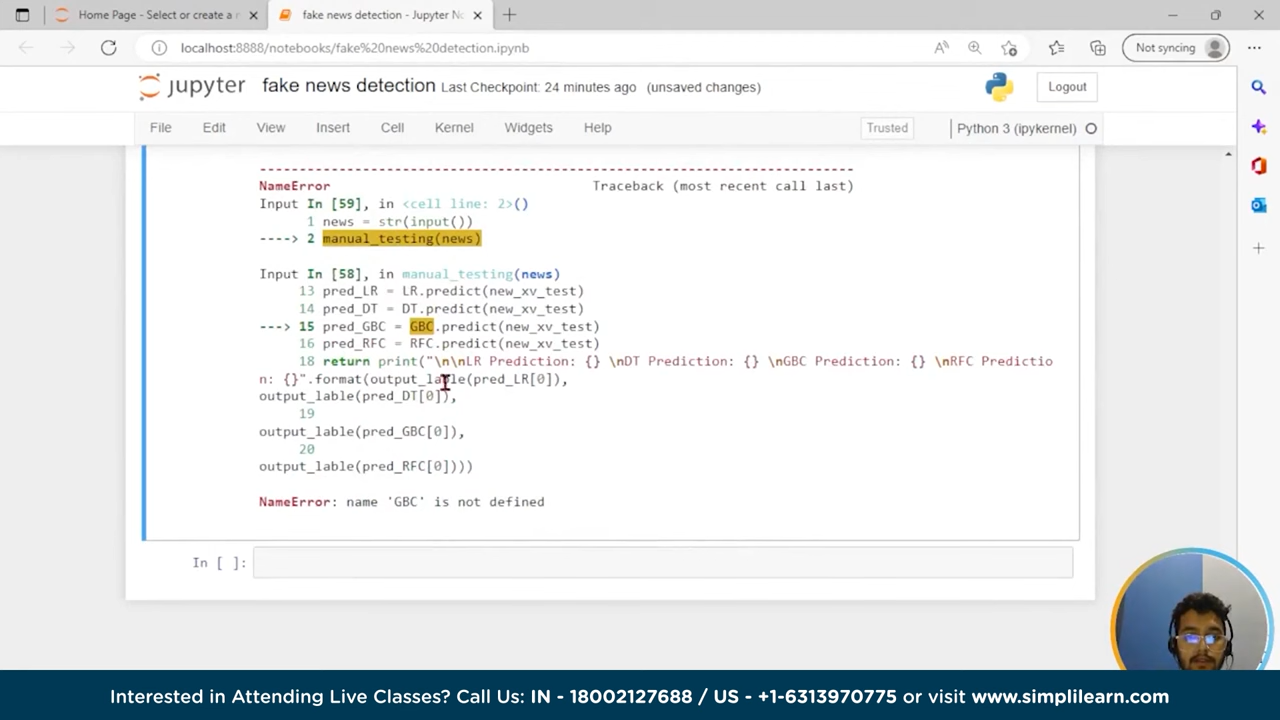 Home Page - Select or create a n
fake news detection - Jupyter No
localhost:8888/notebooks/fake%20news%20detection.ipynb
Not syncing
jupyter fake news detection Last Checkpoint: 24 minutes ago (unsaved changes)
Logout
File Edit View Insert Cell Kernel Widgets Help
Trusted
Python 3 (ipykernel)
---------------------------------------------------------------------------
NameError Traceback (most recent call last)
Input In [59], in <cell line: 2>()
1 news = str(input())
----> 2 manual_testing(news)
Input In [58], in manual_testing(news)
13 pred_LR = LR.predict(new_xv_test)
14 pred_DT = DT.predict(new_xv_test)
---> 15 pred_GBC = GBC.predict(new_xv_test)
16 pred_RFC = RFC.predict(new_xv_test)
18 return print("\n\nLR Prediction: {} \nDT Prediction: {} \nGBC Prediction: {} \nRFC Predictio
n: {}".format(output_lable(pred_LR[0]),
output_lable(pred_DT[0]),
19
output_lable(pred_GBC[0]),
20
output_lable(pred_RFC[0])))
NameError: name 'GBC' is not defined
In [ ]:
Interested in Attending Live Classes? Call Us: IN - 18002127688 / US - +1-6313970775 or visit www.simplilearn.com